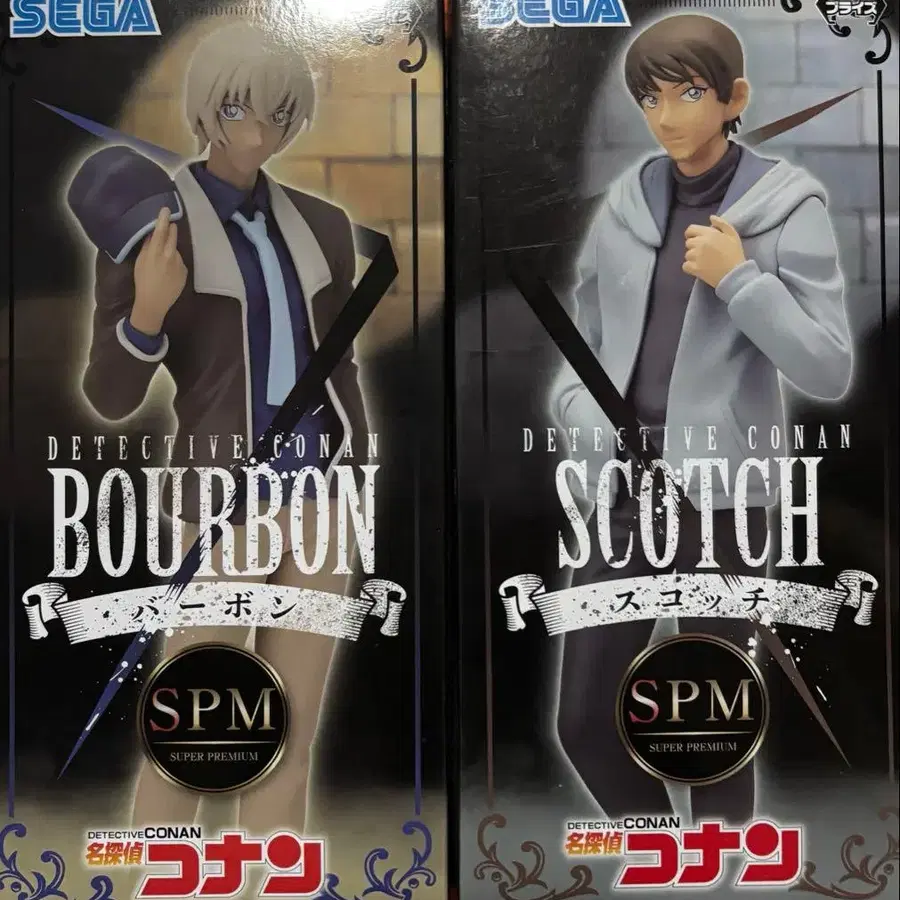 SEGA
DETECTIVE CONAN
BOURBON
バーボン
SPM
SUPER PREMIUM
DETECTIVE CONAN
名探偵コナン
SEGA
プライズ
DETECTIVE CONAN
SCOTCH
スコッチ
SPM
SUPER PREMIUM
DETECTIVE CONAN
名探偵コナン